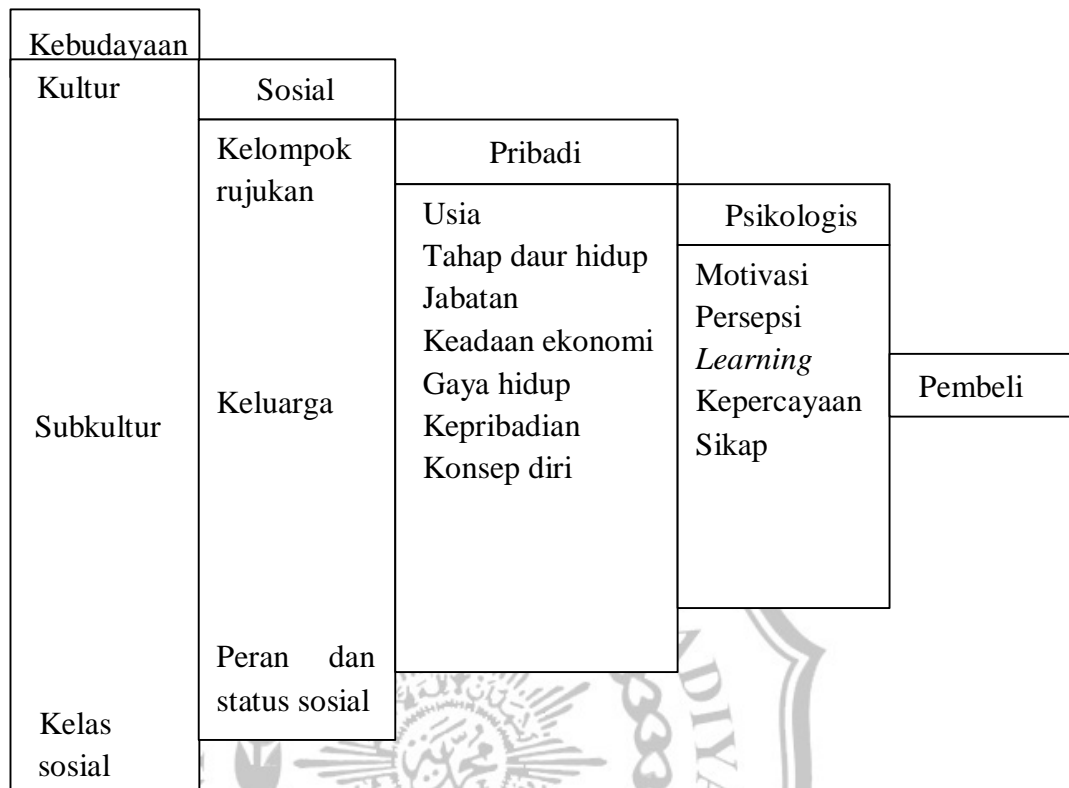 Kebudayaan
Kultur
Subkultur
Kelas
sosial
Sosial
Kelompok
rujukan
Keluarga
Peran dan
status sosial
Pribadi
Usia
Tahap daur hidup
Jabatan
Keadaan ekonomi
Gaya hidup
Kepribadian
Konsep diri
Psikologis
Motivasi
Persepsi
Learning
Kepercayaan
Sikap
Pembeli